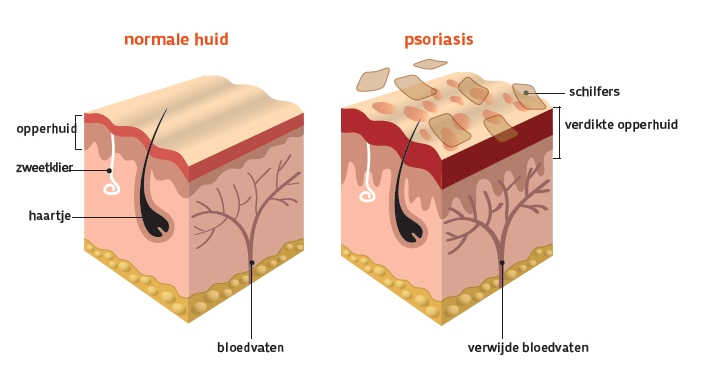 normale huid
opperhuid
zweetklier
haartje
bloedvaten
psoriasis
schilfers
verdikte opperhuid
verwijde bloedvaten